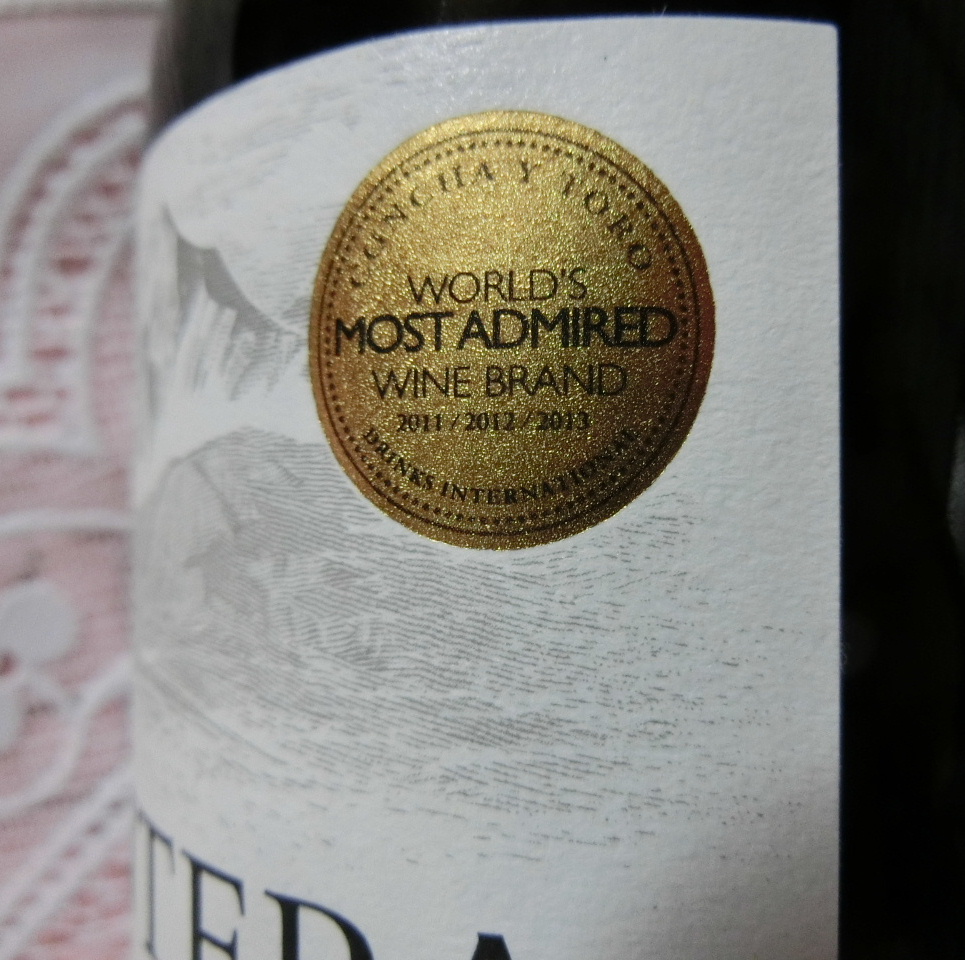 CONCHA Y TORO
WORLD'S
MOST ADMIRED
WINE BRAND
2011 / 2012 / 2013
DRINKS INTERNATIONAL